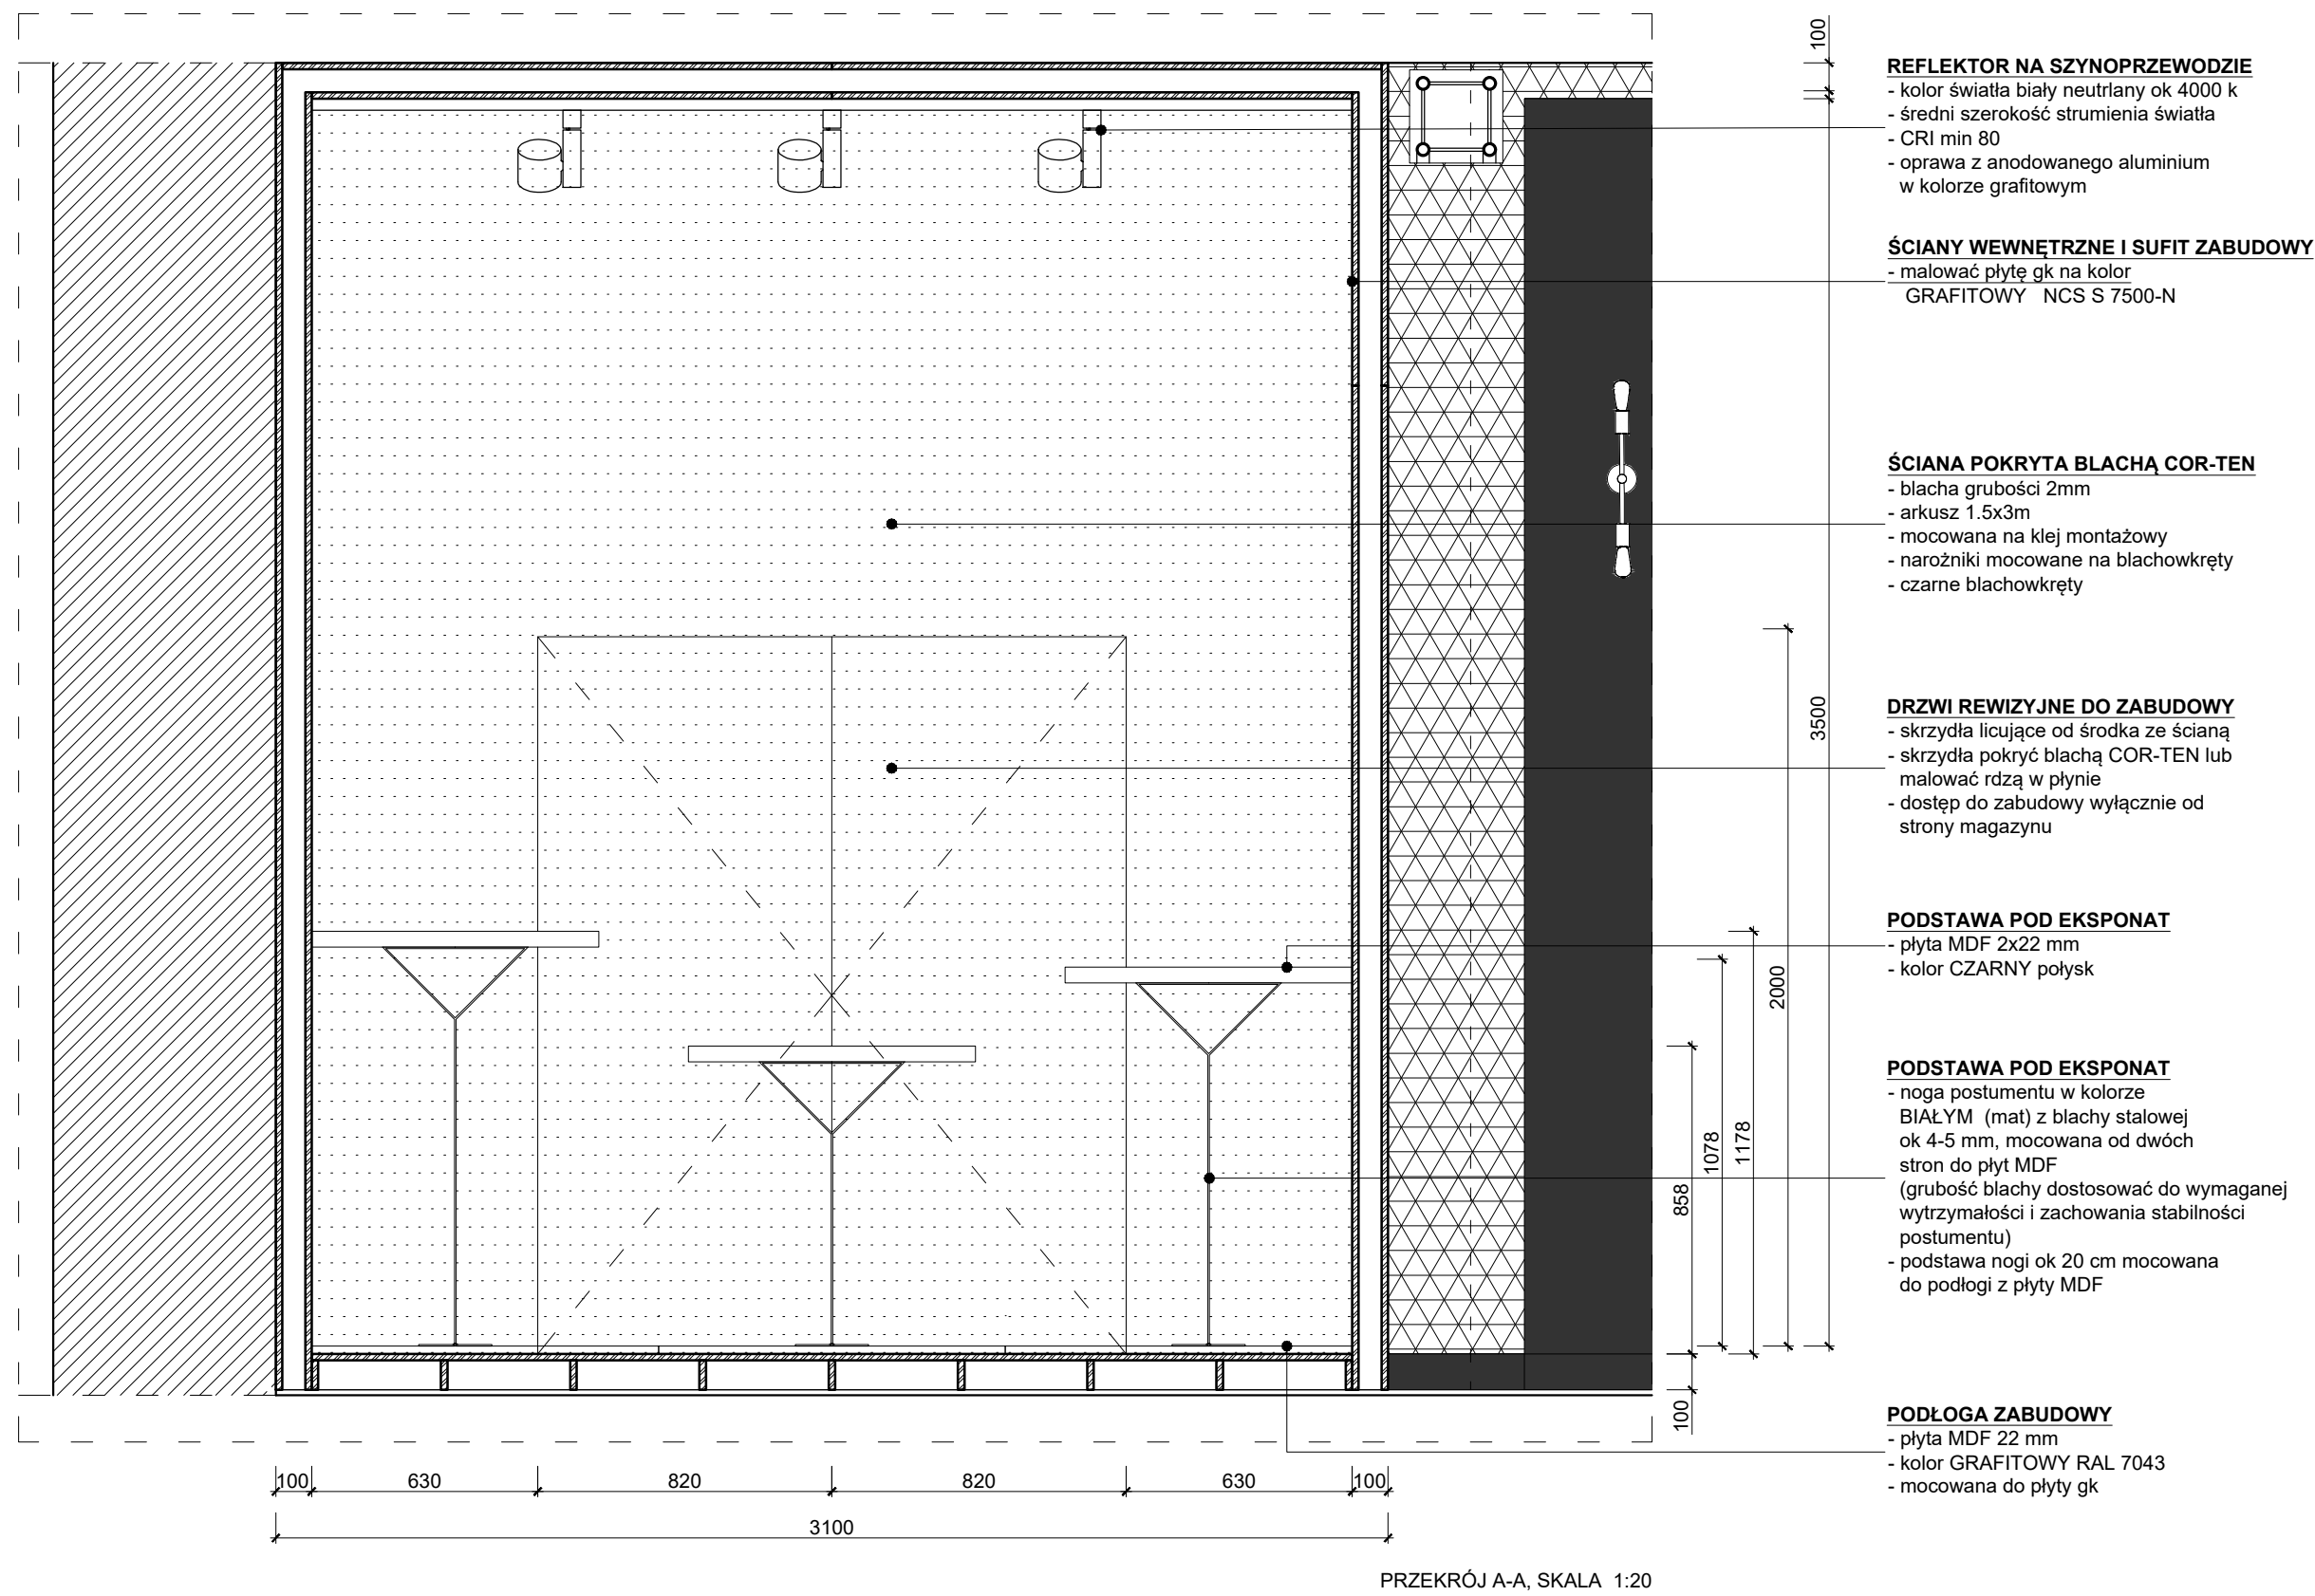 REFLEKTOR NA SZYNOPRZEWODZIE
- kolor światła biały neutrlany ok 4000 k
- średni szerokość strumienia światła
- CRI min 80
- oprawa z anodowanego aluminium
w kolorze grafitowym
ŚCIANY WEWNĘTRZNE I SUFIT ZABUDOWY
- malować płytę gk na kolor
GRAFITOWY NCS S 7500-N
ŚCIANA POKRYTA BLACHĄ COR-TEN
- blacha grubości 2mm
- arkusz 1.5x3m
- mocowana na klej montażowy
- narożniki mocowane na blachowkręty
- czarne blachowkręty
DRZWI REWIZYJNE DO ZABUDOWY
- skrzydła licujące od środka ze ścianą
- skrzydła pokryć blachą COR-TEN lub
malować rdzą w płynie
- dostęp do zabudowy wyłącznie od
strony magazynu
PODSTAWA POD EKSPONAT
- płyta MDF 2x22 mm
- kolor CZARNY połysk
PODSTAWA POD EKSPONAT
- noga postumentu w kolorze
BIAŁYM (mat) z blachy stalowej
ok 4-5 mm, mocowana od dwóch
stron do płyt MDF
(grubość blachy dostosować do wymaganej
wytrzymałości i zachowania stabilności
postumentu)
- podstawa nogi ok 20 cm mocowana
do podłogi z płyty MDF
PODŁOGA ZABUDOWY
- płyta MDF 22 mm
- kolor GRAFITOWY RAL 7043
- mocowana do płyty gk
100
3500
2000
1178
1078
858
100
100
630
820
820
630
100
3100
PRZEKRÓJ A-A, SKALA 1:20